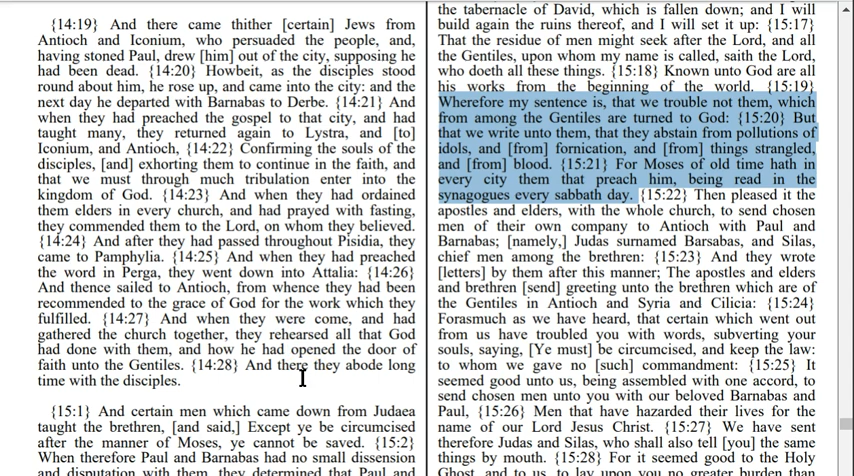 {14:19} And there came thither [certain] Jews from
Antioch and Iconium, who persuaded the people, and,
having stoned Paul, drew [him] out of the city, supposing he
had been dead. {14:20} Howbeit, as the disciples stood
round about him, he rose up, and came into the city: and the
next day he departed with Barnabas to Derbe. {14:21} And
when they had preached the gospel to that city, and had
taught many, they returned again to Lystra, and [to]
Iconium, and Antioch, {14:22} Confirming the souls of the
disciples, [and] exhorting them to continue in the faith, and
that we must through much tribulation enter into the
kingdom of God. {14:23} And when they had ordained
them elders in every church, and had prayed with fasting,
they commended them to the Lord, on whom they believed.
{14:24} And after they had passed throughout Pisidia, they
came to Pamphylia. {14:25} And when they had preached
the word in Perga, they went down into Attalia: {14:26}
And thence sailed to Antioch, from whence they had been
recommended to the grace of God for the work which they
fulfilled. {14:27} And when they were come, and had
gathered the church together, they rehearsed all that God
had done with them, and how he had opened the door of
faith unto the Gentiles. {14:28} And there they abode long
time with the disciples.
{15:1} And certain men which came down from Judaea
taught the brethren, [and said,] Except ye be circumcised
after the manner of Moses, ye cannot be saved. {15:2}
When therefore Paul and Barnabas had no small dissension
and disputation with them, they determined that Paul and
the tabernacle of David, which is fallen down; and I will
build again the ruins thereof, and I will set it up: {15:17}
That the residue of men might seek after the Lord, and all
the Gentiles, upon whom my name is called, saith the Lord,
who doeth all these things. {15:18} Known unto God are all
his works from the beginning of the world. {15:19}
Wherefore my sentence is, that we trouble not them, which
from among the Gentiles are turned to God: {15:20} But
that we write unto them, that they abstain from pollutions of
idols, and [from] fornication, and [from] things strangled,
and [from] blood. {15:21} For Moses of old time hath in
every city them that preach him, being read in the
synagogues every sabbath day. {15:22} Then pleased it the
apostles and elders, with the whole church, to send chosen
men of their own company to Antioch with Paul and
Barnabas; [namely,] Judas surnamed Barsabas, and Silas,
chief men among the brethren: {15:23} And they wrote
[letters] by them after this manner; The apostles and elders
and brethren [send] greeting unto the brethren which are of
the Gentiles in Antioch and Syria and Cilicia: {15:24}
Forasmuch as we have heard, that certain which went out
from us have troubled you with words, subverting your
souls, saying, [Ye must] be circumcised, and keep the law:
to whom we gave no [such] commandment: {15:25} It
seemed good unto us, being assembled with one accord, to
send chosen men unto you with our beloved Barnabas and
Paul, {15:26} Men that have hazarded their lives for the
name of our Lord Jesus Christ. {15:27} We have sent
therefore Judas and Silas, who shall also tell [you] the same
things by mouth. {15:28} For it seemed good to the Holy
Ghost, and to us, to lay upon you no greater burden than